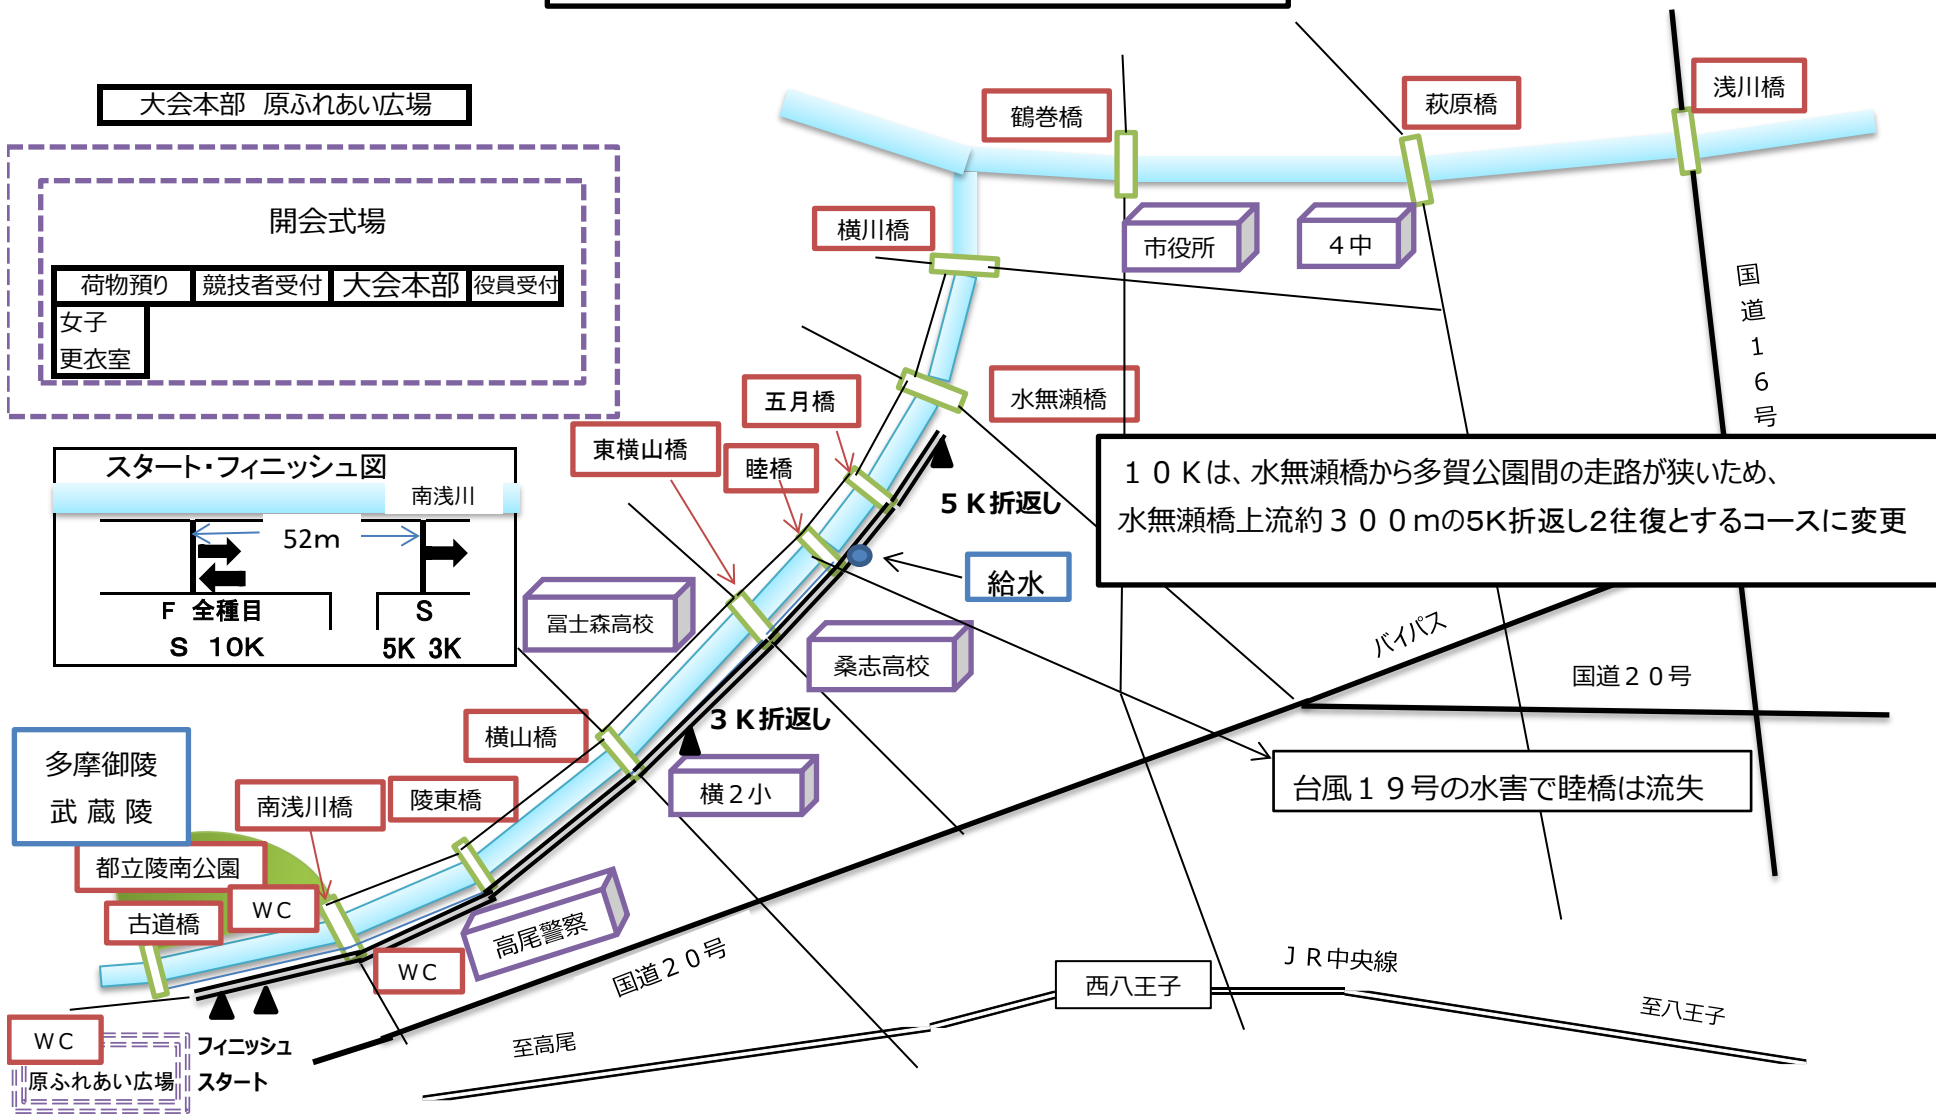 大会本部 原ふれあい広場
開会式場
荷物預り 競技者受付 大会本部 役員受付
女子
更衣室
スタート・フィニッシュ図
南浅川
52m
F 全種目
S 10K
S
5K 3K
鶴巻橋
萩原橋
浅川橋
横川橋
市役所
4中
国道16号
五月橋
水無瀬橋
東横山橋
睦橋
5K折返し
10Kは、水無瀬橋から多賀公園間の走路が狭いため、
水無瀬橋上流約300mの5K折返し2往復とするコースに変更
給水
冨士森高校
桑志高校
バイパス
国道20号
3K折返し
横山橋
横2小
台風19号の水害で睦橋は流失
多摩御陵
武蔵陵
南浅川橋
陵東橋
都立陵南公園
WC
古道橋
高尾警察
WC
国道20号
西八王子
JR中央線
至八王子
至高尾
WC
フィニッシュ
スタート
原ふれあい広場